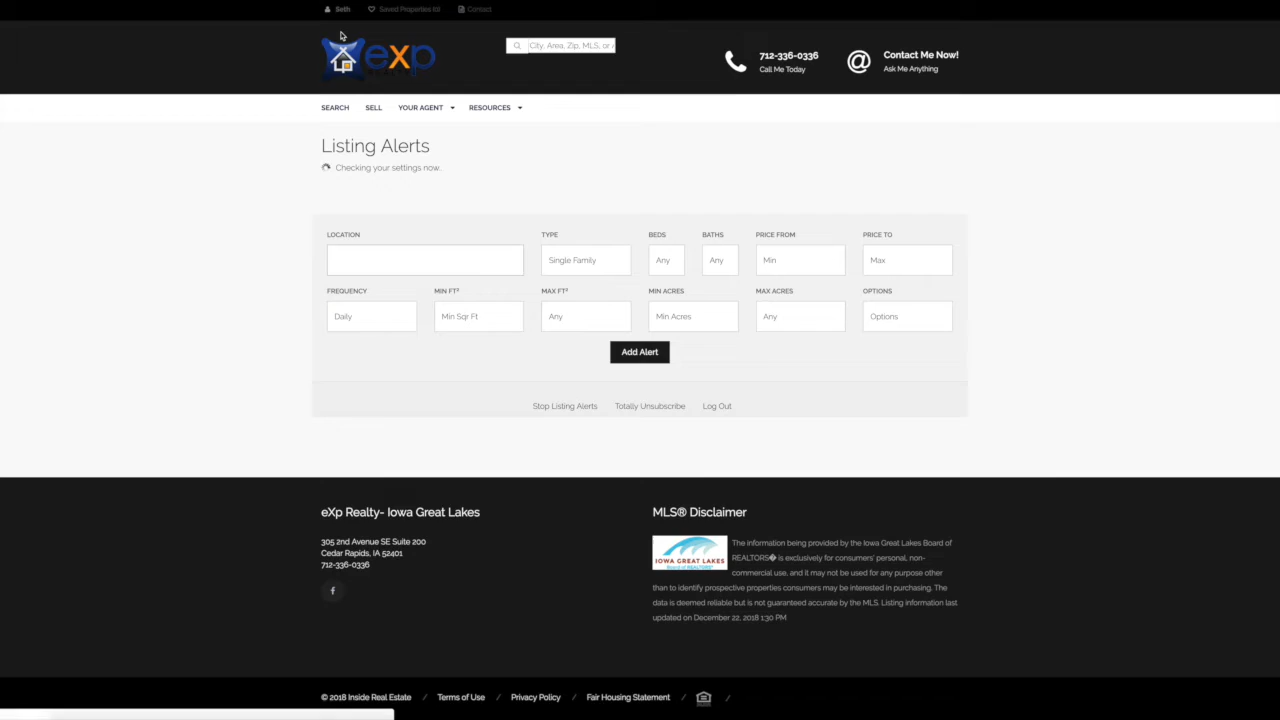 Seth Saved Properties (0) Contact
eXp
REALTY
City, Area, Zip, MLS, or A
712-336-0336
Call Me Today
Contact Me Now!
Ask Me Anything
SEARCH SELL YOUR AGENT RESOURCES
Listing Alerts
Checking your settings now..
LOCATION TYPE BEDS BATHS PRICE FROM PRICE TO
Single Family Any Any Min Max
FREQUENCY MIN FT² MAX FT² MIN ACRES MAX ACRES OPTIONS
Daily Min Sqr Ft Any Min Acres Any Options
Add Alert
Stop Listing Alerts Totally Unsubscribe Log Out
eXp Realty- Iowa Great Lakes
305 2nd Avenue SE Suite 200
Cedar Rapids, IA 52401
712-336-0336
MLS® Disclaimer
IOWA GREAT LAKES
Board of REALTORS®
The information being provided by the Iowa Great Lakes Board of
REALTORS� is exclusively for consumers' personal, non-
commercial use, and it may not be used for any purpose other
than to identify prospective properties consumers may be interested in purchasing. The
data is deemed reliable but is not guaranteed accurate by the MLS. Listing information last
updated on December 22, 2018 1:30 PM
© 2018 Inside Real Estate / Terms of Use / Privacy Policy / Fair Housing Statement / /